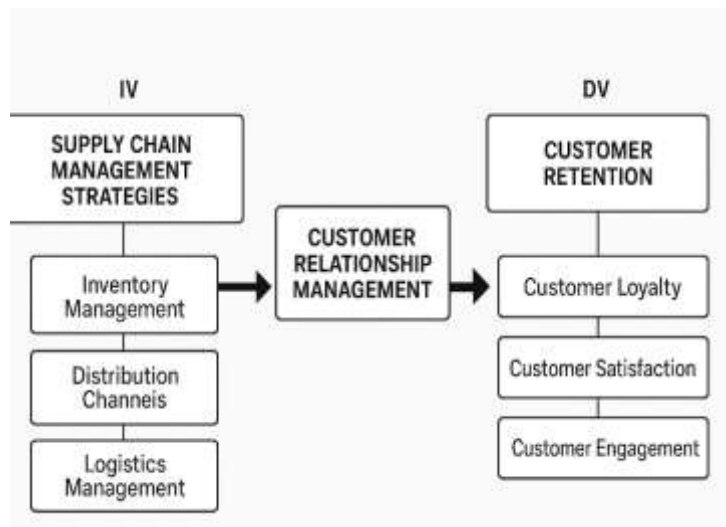 IV
SUPPLY CHAIN
MANAGEMENT
STRATEGIES
Inventory
Management
Distribution
Channeis
Logistics
Management
CUSTOMER
RELATIONSHIP
MANAGEMENT
DV
CUSTOMER
RETENTION
Customer Loyalty
Customer Satisfaction
Customer Engagement